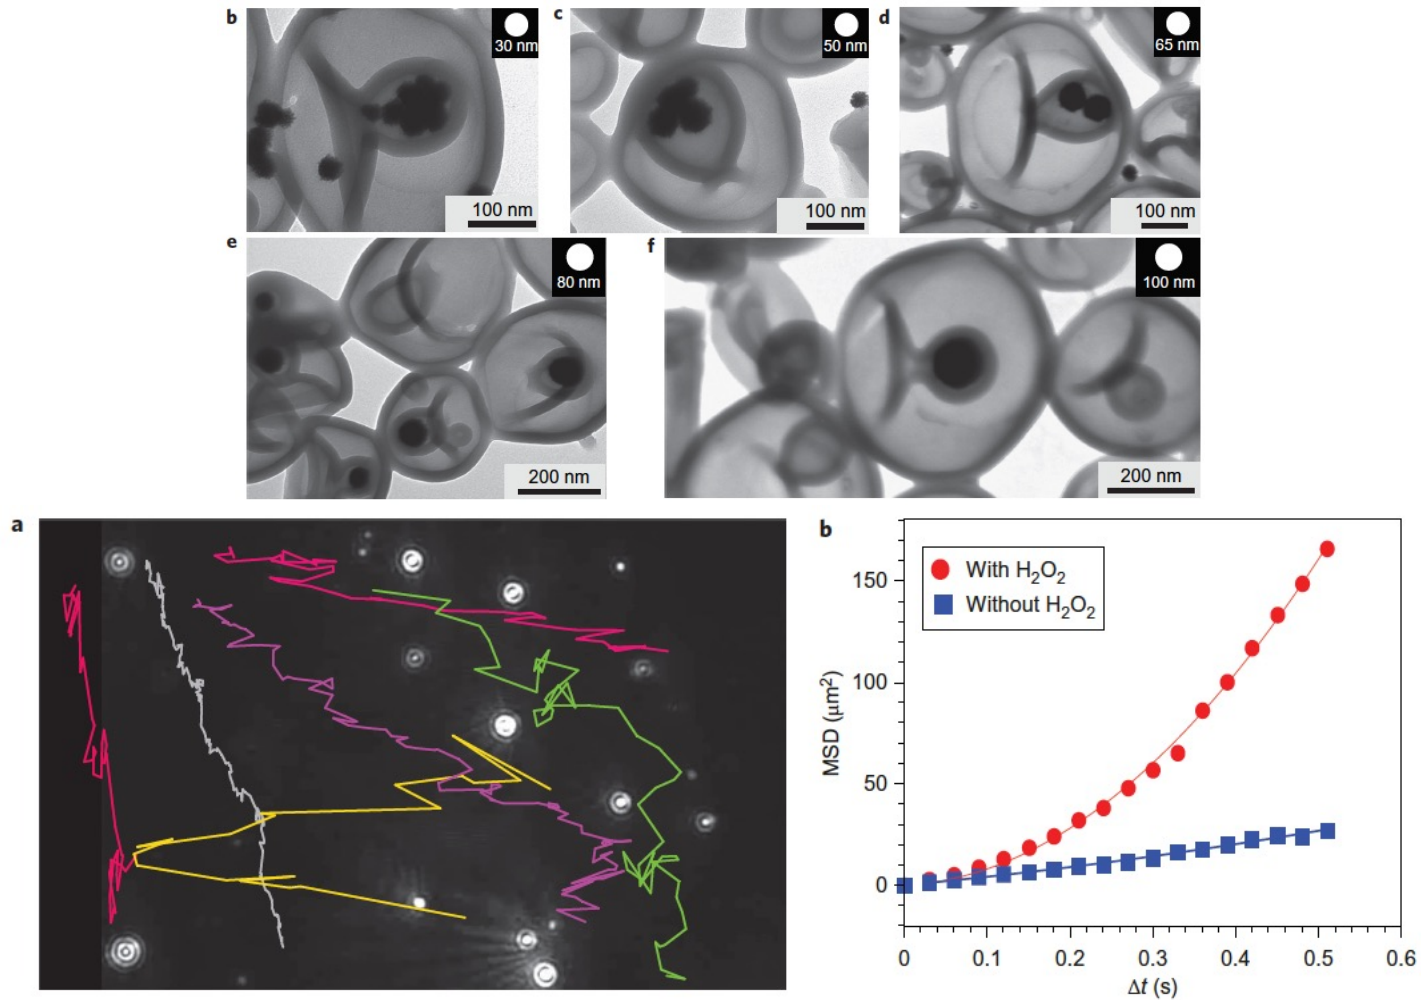 b
30 nm
100 nm
c
50 nm
100 nm
d
65 nm
100 nm
e
80 nm
200 nm
f
100 nm
200 nm
a
b
With H₂O₂
Without H₂O₂
MSD (μm²)
150
100
50
0
0 0.1 0.2 0.3 0.4 0.5 0.6
Δt (s)